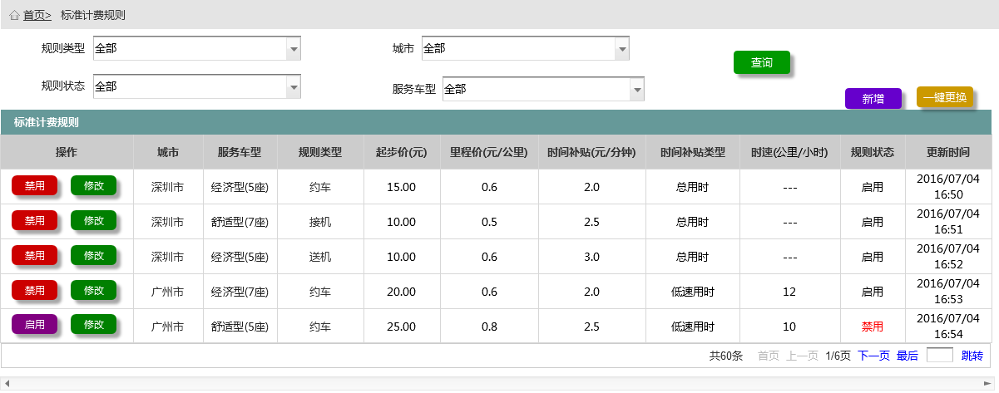 首页> 标准计费规则
规则类型 全部 城市 全部
查询
规则状态 全部 服务车型 全部
新增 一键更换
标准计费规则
操作 城市 服务车型 规则类型 起步价(元) 里程价(元/公里) 时间补贴(元/分钟) 时间补贴类型 时速(公里/小时) 规则状态 更新时间
禁用 修改 深圳市 经济型(5座) 约车 15.00 0.6 2.0 总用时 --- 启用 2016/07/04 16:50
禁用 修改 深圳市 舒适型(7座) 接机 10.00 0.5 2.5 总用时 --- 启用 2016/07/04 16:51
禁用 修改 深圳市 经济型(5座) 送机 10.00 0.6 3.0 总用时 --- 启用 2016/07/04 16:52
禁用 修改 广州市 经济型(7座) 约车 20.00 0.6 2.0 低速用时 12 启用 2016/07/04 16:53
启用 修改 广州市 舒适型(5座) 约车 25.00 0.8 2.5 低速用时 10 禁用 2016/07/04 16:54
共60条 首页 上一页 1/6页 下一页 最后 跳转